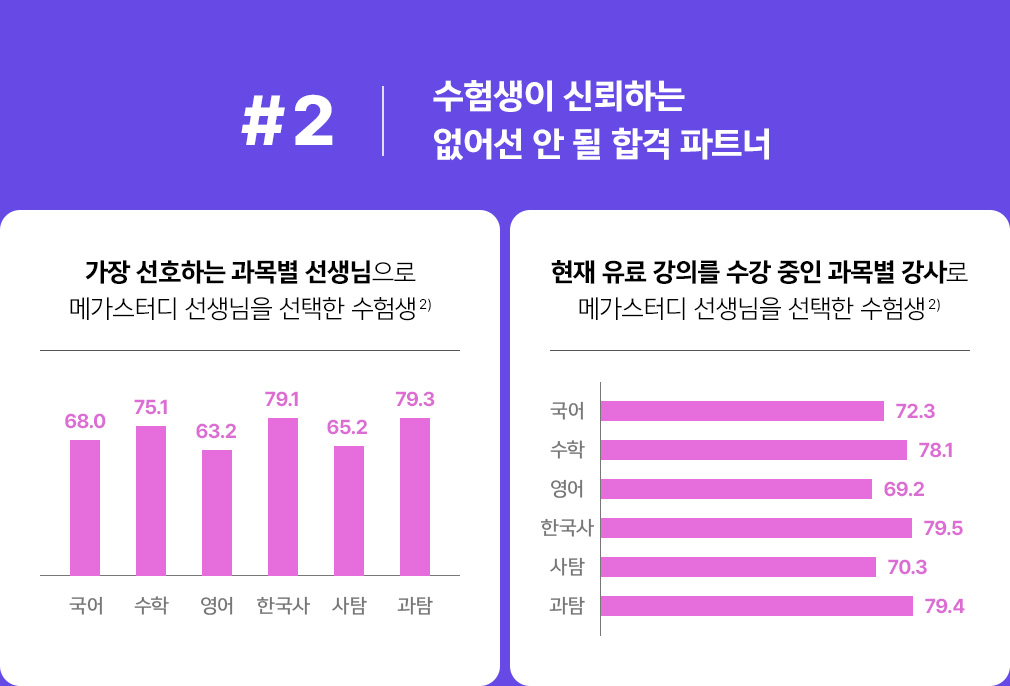 #2
수험생이 신뢰하는
없어선 안 될 합격 파트너
가장 선호하는 과목별 선생님으로
메가스터디 선생님을 선택한 수험생2)
68.0
75.1
63.2
79.1
65.2
79.3
국어
수학
영어
한국사
사탐
과탐
현재 유료 강의를 수강 중인 과목별 강사로
메가스터디 선생님을 선택한 수험생2)
국어 72.3
수학 78.1
영어 69.2
한국사 79.5
사탐 70.3
과탐 79.4